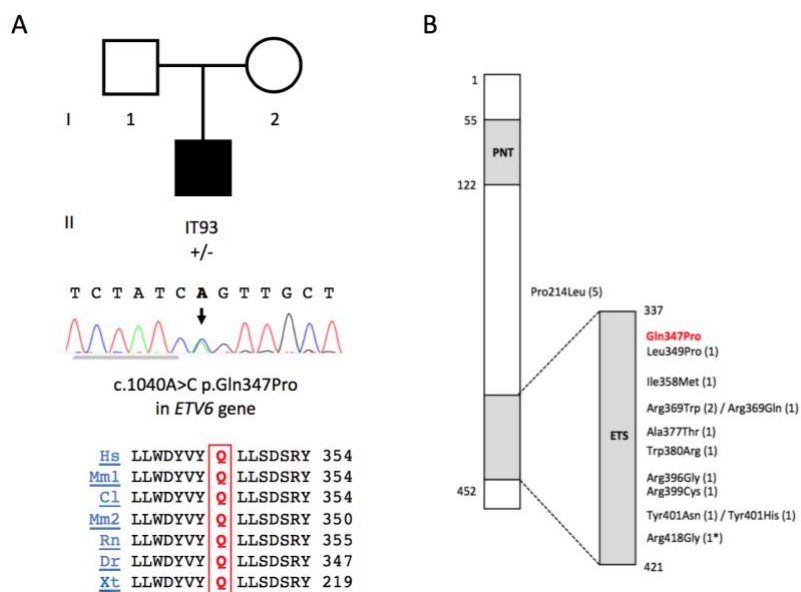 A
I
1
2
II
IT93
+/-
T C T A T C A G T T G C T
c.1040A>C p.Gln347Pro
in ETV6 gene
Hs LLWDYVY Q LLSDSRY 354
Mm1 LLWDYVY Q LLSDSRY 354
Cl LLWDYVY Q LLSDSRY 354
Mm2 LLWDYVY Q LLSDSRY 350
Rn LLWDYVY Q LLSDSRY 355
Dr LLWDYVY Q LLSDSRY 347
Xt LLWDYVY Q LLSDSRY 219
B
1
55
PNT
122
Pro214Leu (5)
337
Gln347Pro
Leu349Pro (1)
Ile358Met (1)
Arg369Trp (2) / Arg369Gln (1)
ETS
Ala377Thr (1)
Trp380Arg (1)
Arg396Gly (1)
Arg399Cys (1)
452
Tyr401Asn (1) / Tyr401His (1)
Arg418Gly (1*)
421